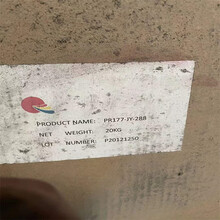 PRODUCT NAME: PR177-JY-288
NET WEIGHT: 20KG
LOT NUMBER: P20121250